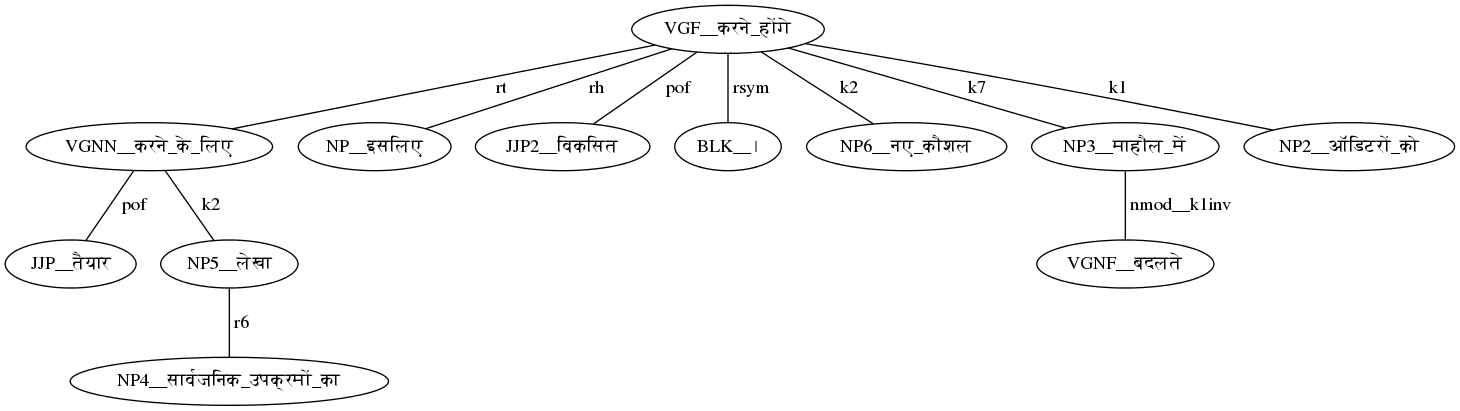 VGF__करने_होंगे
rt rh pof rsym k2 k7 k1
VGNN__करने_के_लिए NP__इसलिए JJP2__विकसित BLK__। NP6__नए_कौशल NP3__माहौल_में NP2__ऑडिटरों_को
pof k2 nmod__k1inv
JJP__तैयार NP5__लेखा VGNF__बदलते
r6
NP4__सार्वजनिक_उपक्रमों_का